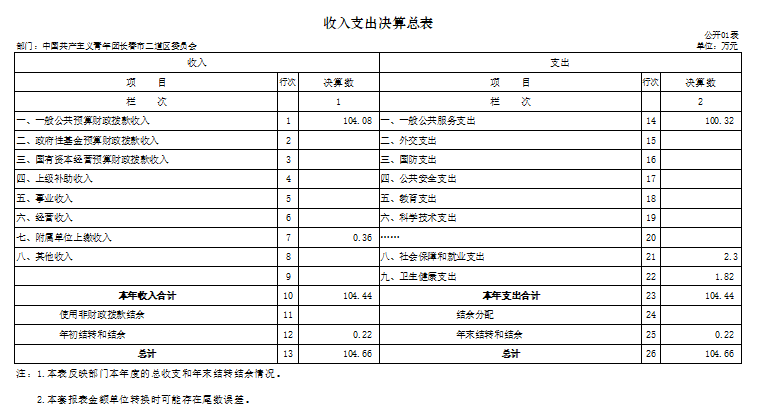 收入支出决算总表
公开01表
部门：中国共产主义青年团长春市二道区委员会 单位：万元
收入 支出
项 目 行次 决算数 项 目 行次 决算数
栏 次 1 栏 次 2
一、一般公共预算财政拨款收入 1 104.08 一、一般公共服务支出 14 100.32
二、政府性基金预算财政拨款收入 2 二、外交支出 15
三、国有资本经营预算财政拨款收入 3 三、国防支出 16
四、上级补助收入 4 四、公共安全支出 17
五、事业收入 5 五、教育支出 18
六、经营收入 6 六、科学技术支出 19
七、附属单位上缴收入 7 0.36 …… 20
八、其他收入 8 八、社会保障和就业支出 21 2.3
9 九、卫生健康支出 22 1.82
本年收入合计 10 104.44 本年支出合计 23 104.44
使用非财政拨款结余 11 结余分配 24
年初结转和结余 12 0.22 年末结转和结余 25 0.22
总计 13 104.66 总计 26 104.66
注：1.本表反映部门本年度的总收支和年末结转结余情况。
2.本套报表金额单位转换时可能存在尾数误差。